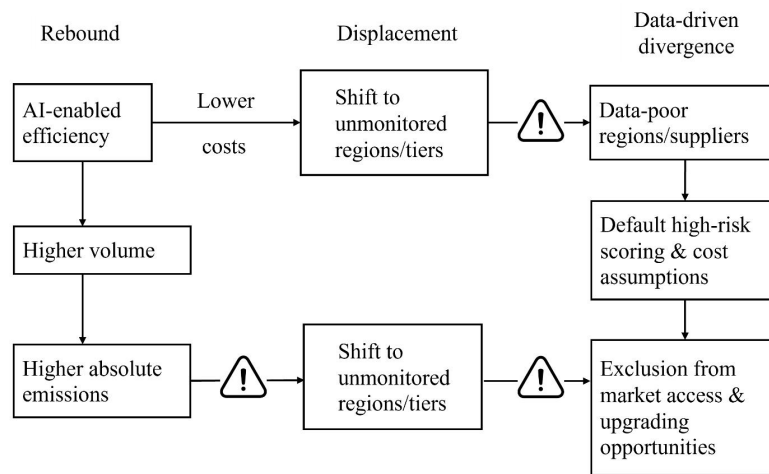 Rebound
Displacement
Data-driven
divergence
AI-enabled
efficiency
Lower
costs
Shift to
unmonitored
regions/tiers
!
Data-poor
regions/suppliers
Higher volume
Default high-risk
scoring & cost
assumptions
Higher absolute
emissions
!
Shift to
unmonitored
regions/tiers
!
Exclusion from
market access &
upgrading
opportunities